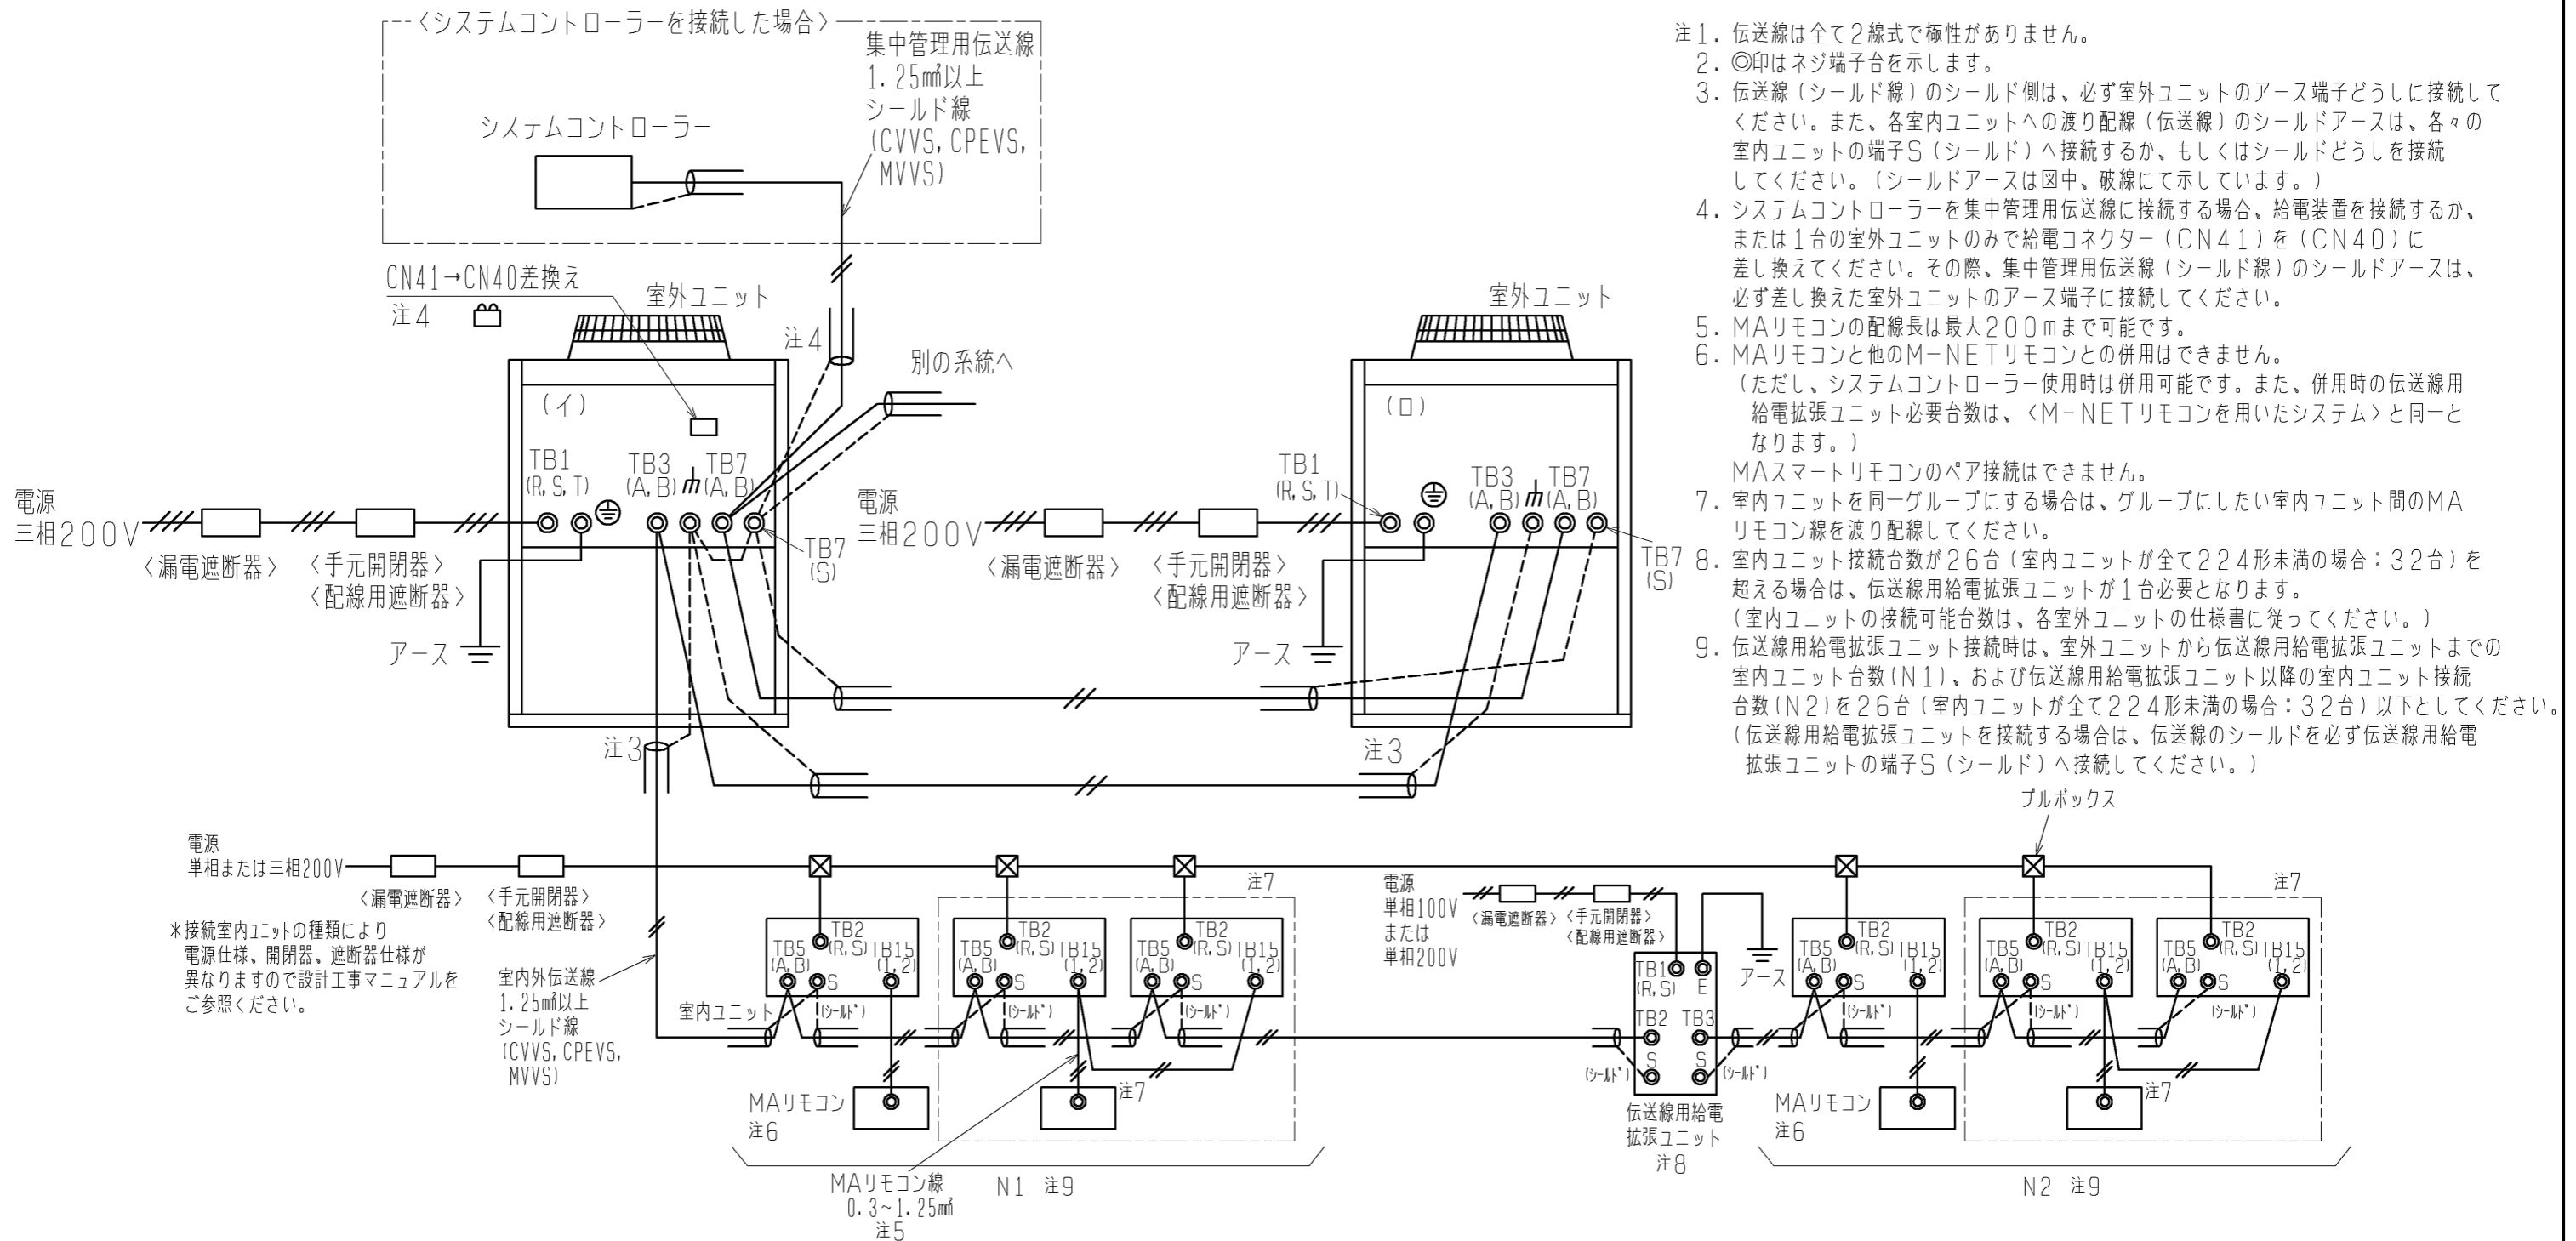 〈システムコントローラーを接続した場合〉
集中管理用伝送線
1.25㎟以上
シールド線
(CVVS, CPEVS,
MVVS)
システムコントローラー
CN41→CN40差換え
注4
室外ユニット
注4
別の系統へ
(イ)
TB1
(R, S, T)
TB3
(A, B)
TB7
(A, B)
TB7
(S)
電源
三相200V
〈漏電遮断器〉
〈手元開閉器〉
〈配線用遮断器〉
アース
注3
室外ユニット
(ロ)
TB1
(R, S, T)
TB3
(A, B)
TB7
(A, B)
TB7
(S)
電源
三相200V
〈漏電遮断器〉
〈手元開閉器〉
〈配線用遮断器〉
アース
注3
注1. 伝送線は全て2線式で極性がありません。
2. ◎印はネジ端子台を示します。
3. 伝送線(シールド線)のシールド側は、必ず室外ユニットのアース端子どうしに接続して
ください。また、各室内ユニットへの渡り配線(伝送線)のシールドアースは、各々の
室内ユニットの端子S(シールド)へ接続するか、もしくはシールドどうしを接続
してください。(シールドアースは図中、破線にて示しています。)
4. システムコントローラーを集中管理用伝送線に接続する場合、給電装置を接続するか、
または1台の室外ユニットのみで給電コネクター(CN41)を(CN40)に
差し換えてください。その際、集中管理用伝送線(シールド線)のシールドアースは、
必ず差し換えた室外ユニットのアース端子に接続してください。
5. MAリモコンの配線長は最大200mまで可能です。
6. MAリモコンと他のM-NETリモコンとの併用はできません。
(ただし、システムコントローラー使用時は併用可能です。また、併用時の伝送線用
給電拡張ユニット必要台数は、〈M-NETリモコンを用いたシステム〉と同一と
なります。)
MAスマートリモコンのペア接続はできません。
7. 室内ユニットを同一グループにする場合は、グループにしたい室内ユニット間のMA
リモコン線を渡り配線してください。
8. 室内ユニット接続台数が26台(室内ユニットが全て224形未満の場合:32台)を
超える場合は、伝送線用給電拡張ユニットが1台必要となります。
(室内ユニットの接続可能台数は、各室外ユニットの仕様書に従ってください。)
9. 伝送線用給電拡張ユニット接続時は、室外ユニットから伝送線用給電拡張ユニットまでの
室内ユニット台数(N1)、および伝送線用給電拡張ユニット以降の室内ユニット接続
台数(N2)を26台(室内ユニットが全て224形未満の場合:32台)以下としてください。
(伝送線用給電拡張ユニットを接続する場合は、伝送線のシールドを必ず伝送線用給電
拡張ユニットの端子S(シールド)へ接続してください。)
プルボックス
電源
単相または三相200V
〈漏電遮断器〉
〈手元開閉器〉
〈配線用遮断器〉
*接続室内ユニットの種類により
電源仕様、開閉器、遮断器仕様が
異なりますので設計工事マニュアルを
ご参照ください。
室内外伝送線
1.25㎟以上
シールド線
(CVVS, CPEVS,
MVVS)
室内ユニット
TB2
(R, S)
TB5
(A, B)
S
TB15
(1, 2)
(シールド)
MAリモコン
注6
注7
TB2
(R, S)
TB5
(A, B)
S
TB15
(1, 2)
(シールド)
注7
TB2
(R, S)
TB5
(A, B)
S
TB15
(1, 2)
(シールド)
MAリモコン線
0.3~1.25㎟
注5
N1 注9
電源
単相100V
または
単相200V
〈漏電遮断器〉
〈手元開閉器〉
〈配線用遮断器〉
アース
TB1
(R, S)
E
TB2
TB3
S
S
(シールド)
(シールド)
伝送線用給電
拡張ユニット
注8
TB2
(R, S)
TB5
(A, B)
S
TB15
(1, 2)
(シールド)
MAリモコン
注6
注7
TB2
(R, S)
TB5
(A, B)
S
TB15
(1, 2)
(シールド)
注7
TB2
(R, S)
TB5
(A, B)
S
TB15
(1, 2)
(シールド)
N2 注9